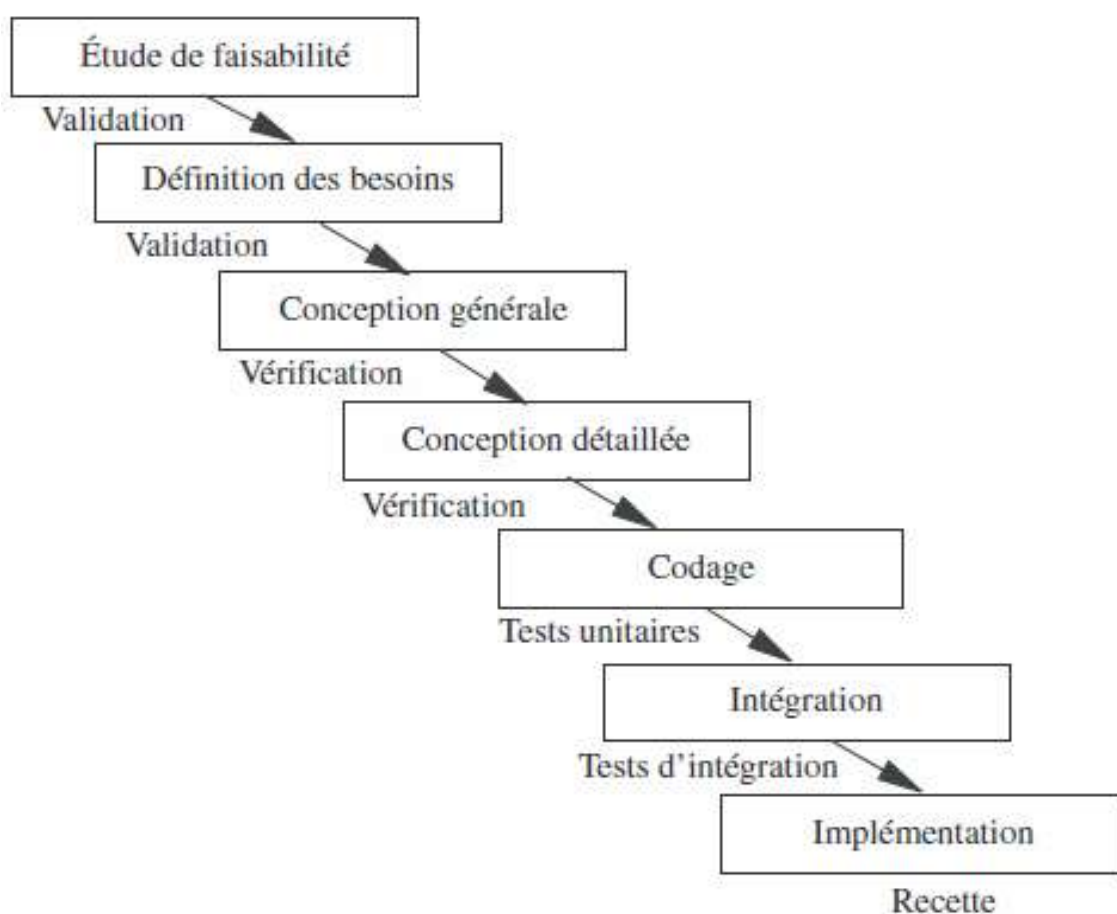 Étude de faisabilité
Validation
Définition des besoins
Validation
Conception générale
Vérification
Conception détaillée
Vérification
Codage
Tests unitaires
Intégration
Tests d’intégration
Implémentation
Recette